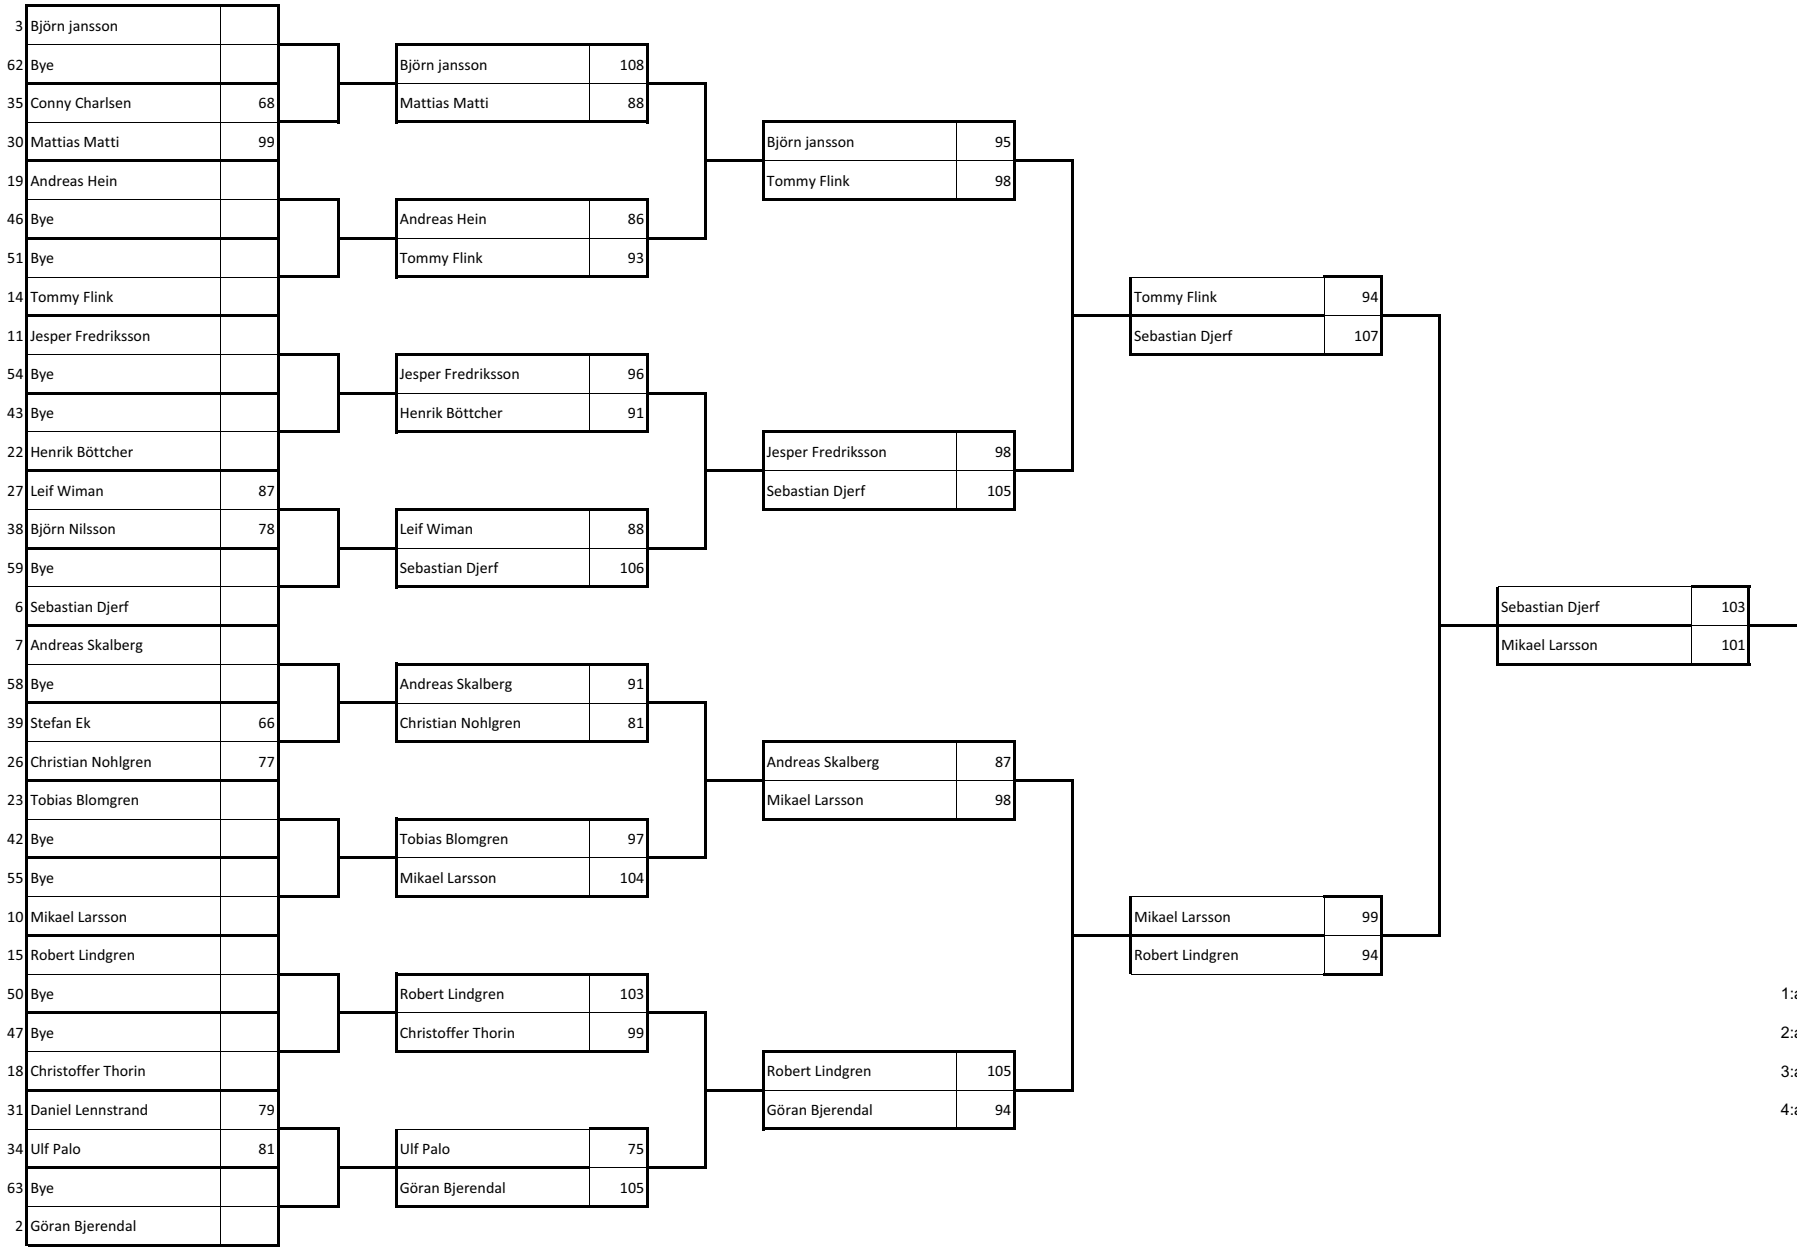 3 Björn jansson
62 Bye
35 Conny Charlsen 68
30 Mattias Matti 99
19 Andreas Hein
46 Bye
51 Bye
14 Tommy Flink
11 Jesper Fredriksson
54 Bye
43 Bye
22 Henrik Böttcher
27 Leif Wiman 87
38 Björn Nilsson 78
59 Bye
6 Sebastian Djerf
7 Andreas Skalberg
58 Bye
39 Stefan Ek 66
26 Christian Nohlgren 77
23 Tobias Blomgren
42 Bye
55 Bye
10 Mikael Larsson
15 Robert Lindgren
50 Bye
47 Bye
18 Christoffer Thorin
31 Daniel Lennstrand 79
34 Ulf Palo 81
63 Bye
2 Göran Bjerendal
Björn jansson 108
Mattias Matti 88
Andreas Hein 86
Tommy Flink 93
Jesper Fredriksson 96
Henrik Böttcher 91
Leif Wiman 88
Sebastian Djerf 106
Andreas Skalberg 91
Christian Nohlgren 81
Tobias Blomgren 97
Mikael Larsson 104
Robert Lindgren 103
Christoffer Thorin 99
Ulf Palo 75
Göran Bjerendal 105
Björn jansson 95
Tommy Flink 98
Jesper Fredriksson 98
Sebastian Djerf 105
Andreas Skalberg 87
Mikael Larsson 98
Robert Lindgren 105
Göran Bjerendal 94
Tommy Flink 94
Sebastian Djerf 107
Mikael Larsson 99
Robert Lindgren 94
Sebastian Djerf 103
Mikael Larsson 101
1:a
2:a
3:a
4:a